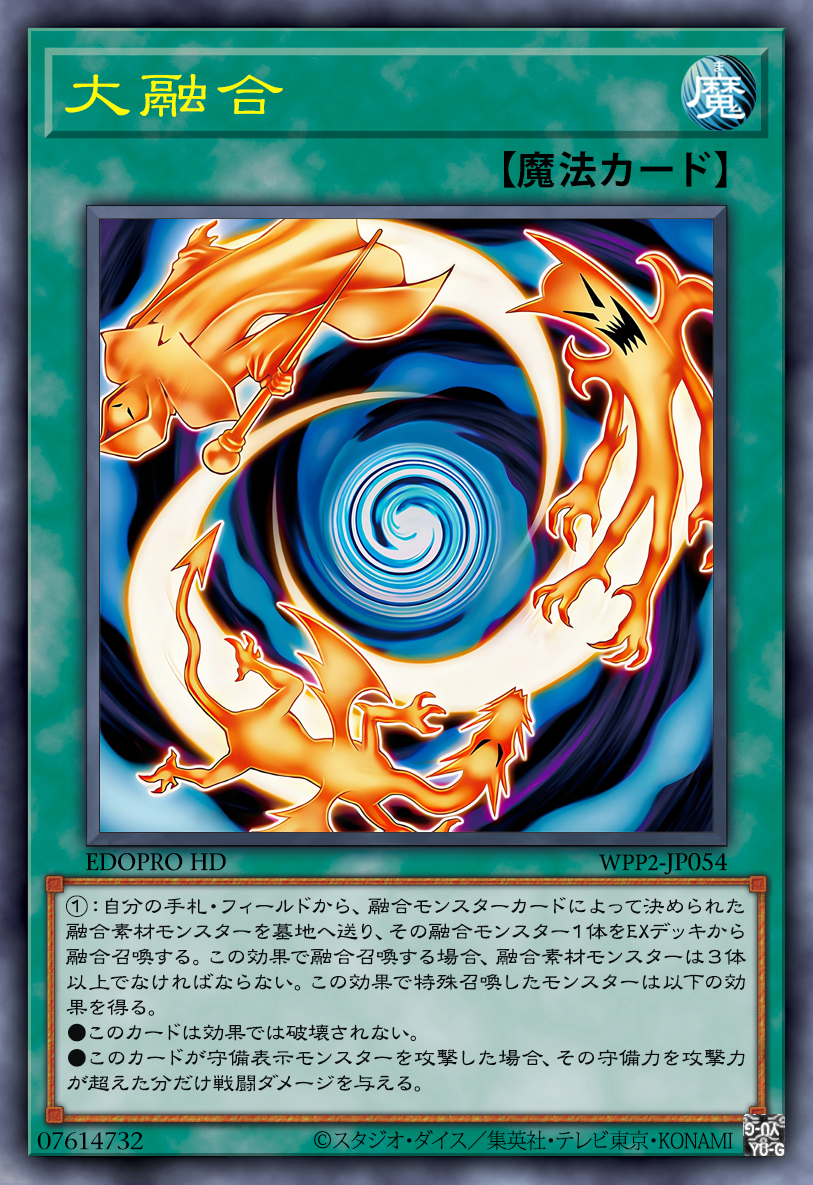 大融合
ま
魔
【魔法カード】
EDOPRO HD
WPP2-JP054
①：自分の手札・フィールドから、融合モンスターカードによって決められた
融合素材モンスターを墓地へ送り、その融合モンスター１体をEXデッキから
融合召喚する。この効果で融合召喚する場合、融合素材モンスターは３体
以上でなければならない。この効果で特殊召喚したモンスターは以下の効
果を得る。
●このカードは効果では破壊されない。
●このカードが守備表示モンスターを攻撃した場合、その守備力を攻撃力
が超えた分だけ戦闘ダメージを与える。
07614732
©スタジオ・ダイス／集英社・テレビ東京・KONAMI